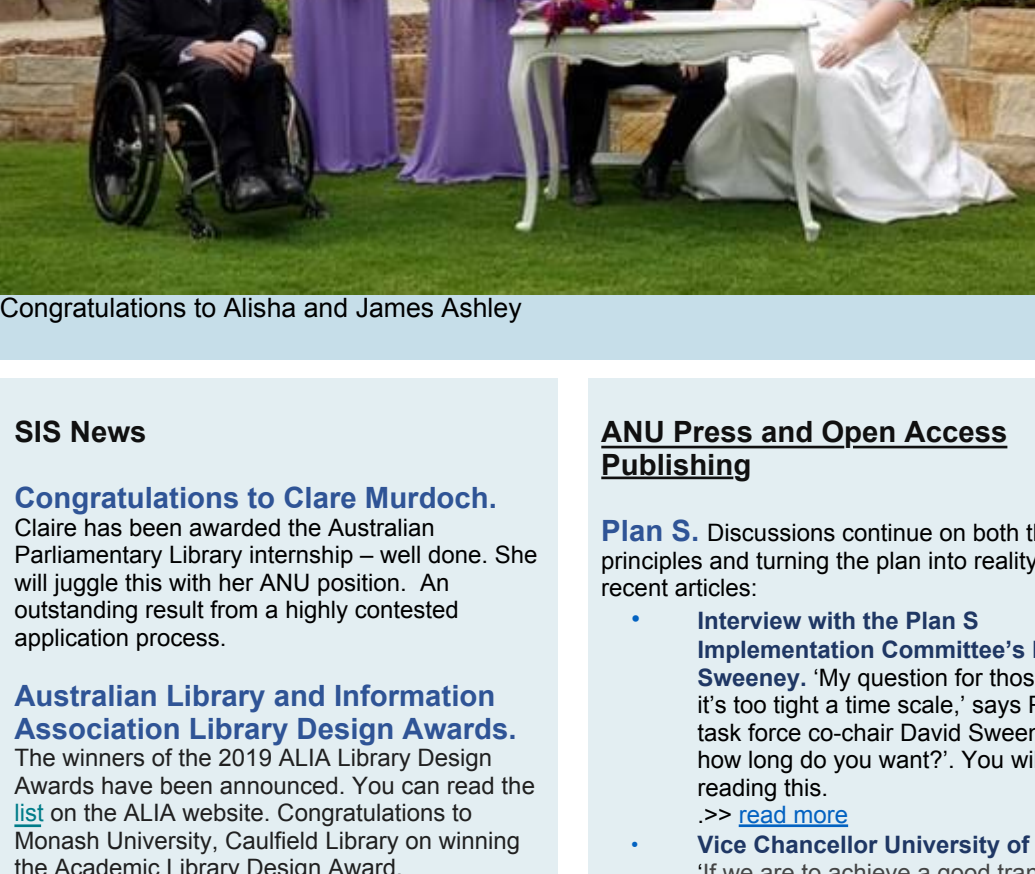 Congratulations to Alisha and James Ashley
SIS News
Congratulations to Clare Murdoch.
Claire has been awarded the Australian
Parliamentary Library internship – well done. She
will juggle this with her ANU position.  An
outstanding result from a highly contested
application process.
Australian Library and Information
Association Library Design Awards.
The winners of the 2019 ALIA Library Design
Awards have been announced. You can read the
list on the ALIA website. Congratulations to
Monash University, Caulfield Library on winning
the Academic Library Design Award.
ANU Press and Open Access
Publishing
Plan S. Discussions continue on both
principles and turning the plan into reality
recent articles:
• Interview with the Plan S
Implementation Committee’s
Sweeney. ‘My question for
it’s too tight a time scale,’ says
task force co-chair David
how long do you want?’. You
reading this.
.>> read more
• Vice Chancellor University of
‘If we are to achieve a good